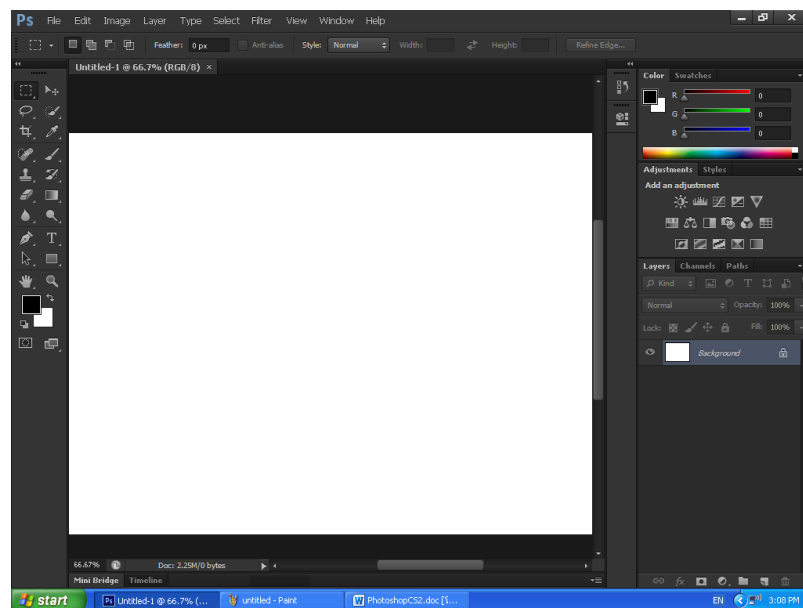 Ps File Edit Image Layer Type Select Filter View Window Help
Feather: 0 px Anti-alias Style: Normal Width: Height: Refine Edge...
Untitled-1 @ 66.7% (RGB/8) ×
Color Swatches
R 0
G 0
B 0
Adjustments Styles
Add an adjustment
Layers Channels Paths
Kind
Normal Opacity: 100%
Lock: Fill: 100%
Background
T
66.67% Doc: 2.25M/0 bytes
Mini Bridge Timeline
fx
start Ps Untitled-1 @ 66.7% (... untitled - Paint W PhotoshopCS2.doc [ EN 3:08 PM